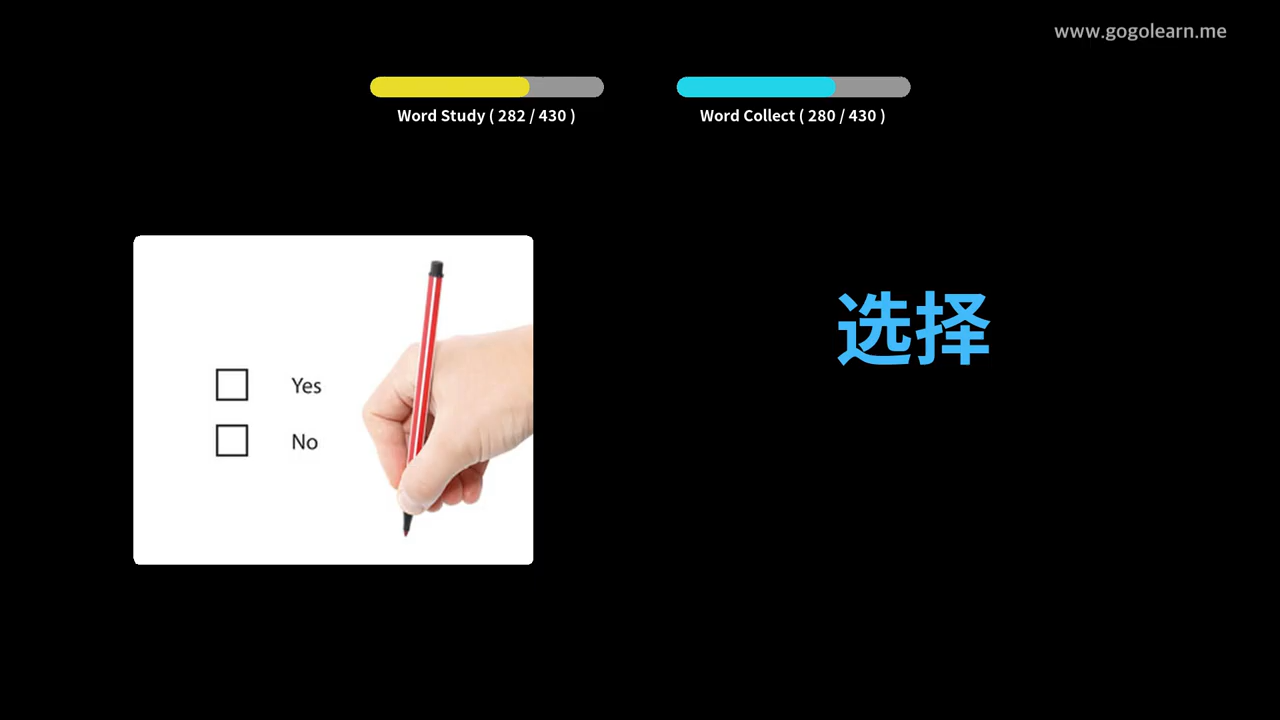 www.gogolearn.me
Word Study ( 282 / 430 )
Word Collect ( 280 / 430 )
选择
Yes
No